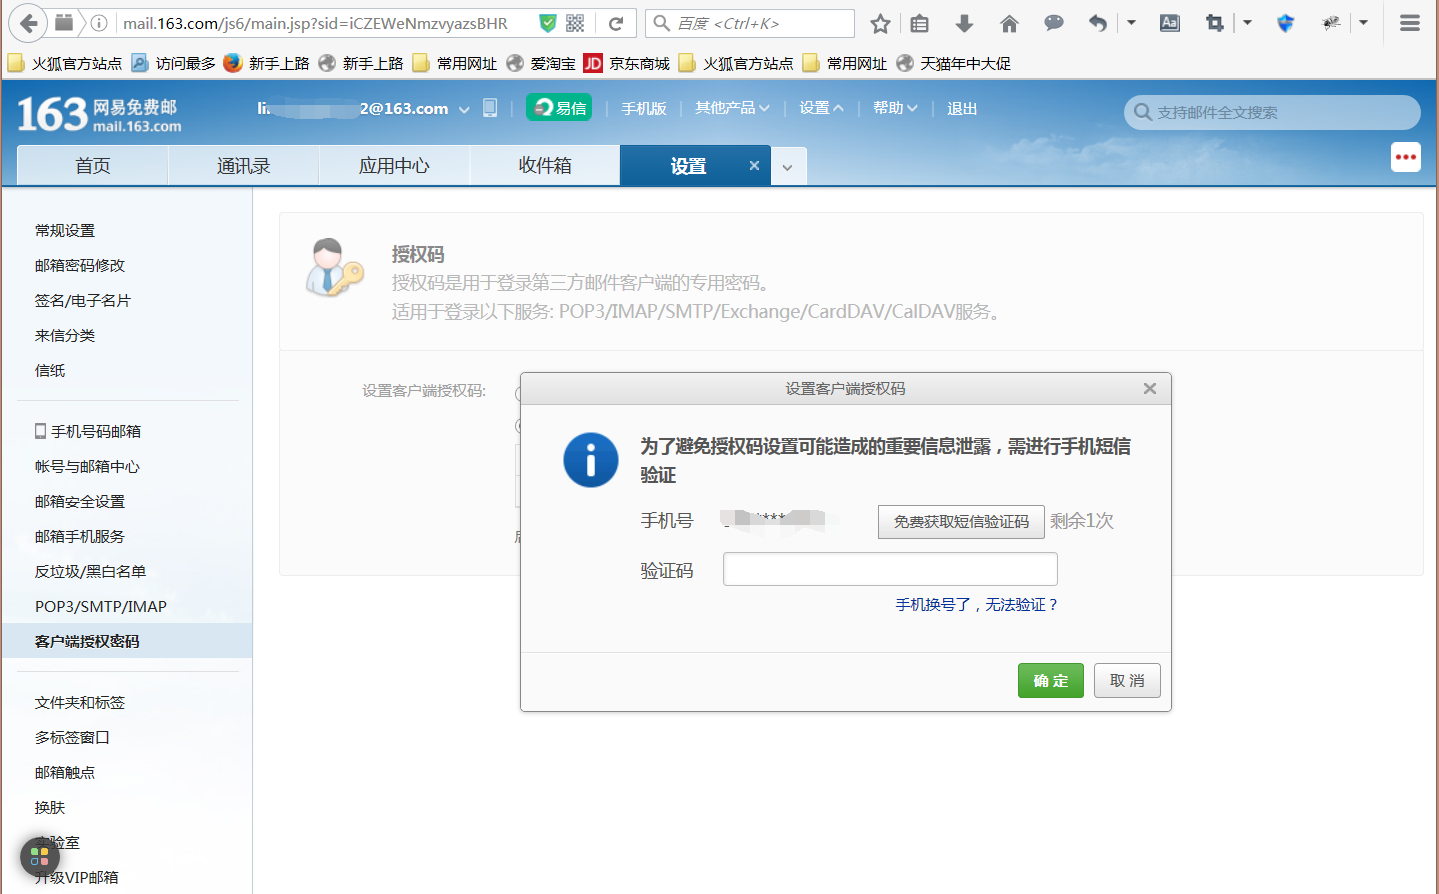 mail.163.com/js6/main.jsp?sid=iCZEWeNmzvyazsBHR
百度 <Ctrl+K>
火狐官方站点 访问最多 新手上路 新手上路 常用网址 爱淘宝 JD 京东商城 火狐官方站点 常用网址 天猫年中大促
163 网易免费邮
mail.163.com
2@163.com
易信 手机版 其他产品 设置 帮助 退出
支持邮件全文搜索
首页 通讯录 应用中心 收件箱 设置
常规设置
邮箱密码修改
签名/电子名片
来信分类
信纸
手机号码邮箱
帐号与邮箱中心
邮箱安全设置
邮箱手机服务
反垃圾/黑白名单
POP3/SMTP/IMAP
客户端授权密码
文件夹和标签
多标签窗口
邮箱触点
换肤
实验室
升级VIP邮箱
授权码
授权码是用于登录第三方邮件客户端的专用密码。
适用于登录以下服务: POP3/IMAP/SMTP/Exchange/CardDAV/CalDAV服务。
设置客户端授权码:
设置客户端授权码
为了避免授权码设置可能造成的重要信息泄露，需进行手机短信
验证
手机号 免费获取短信验证码 剩余1次
验证码
手机换号了，无法验证？
确 定 取 消